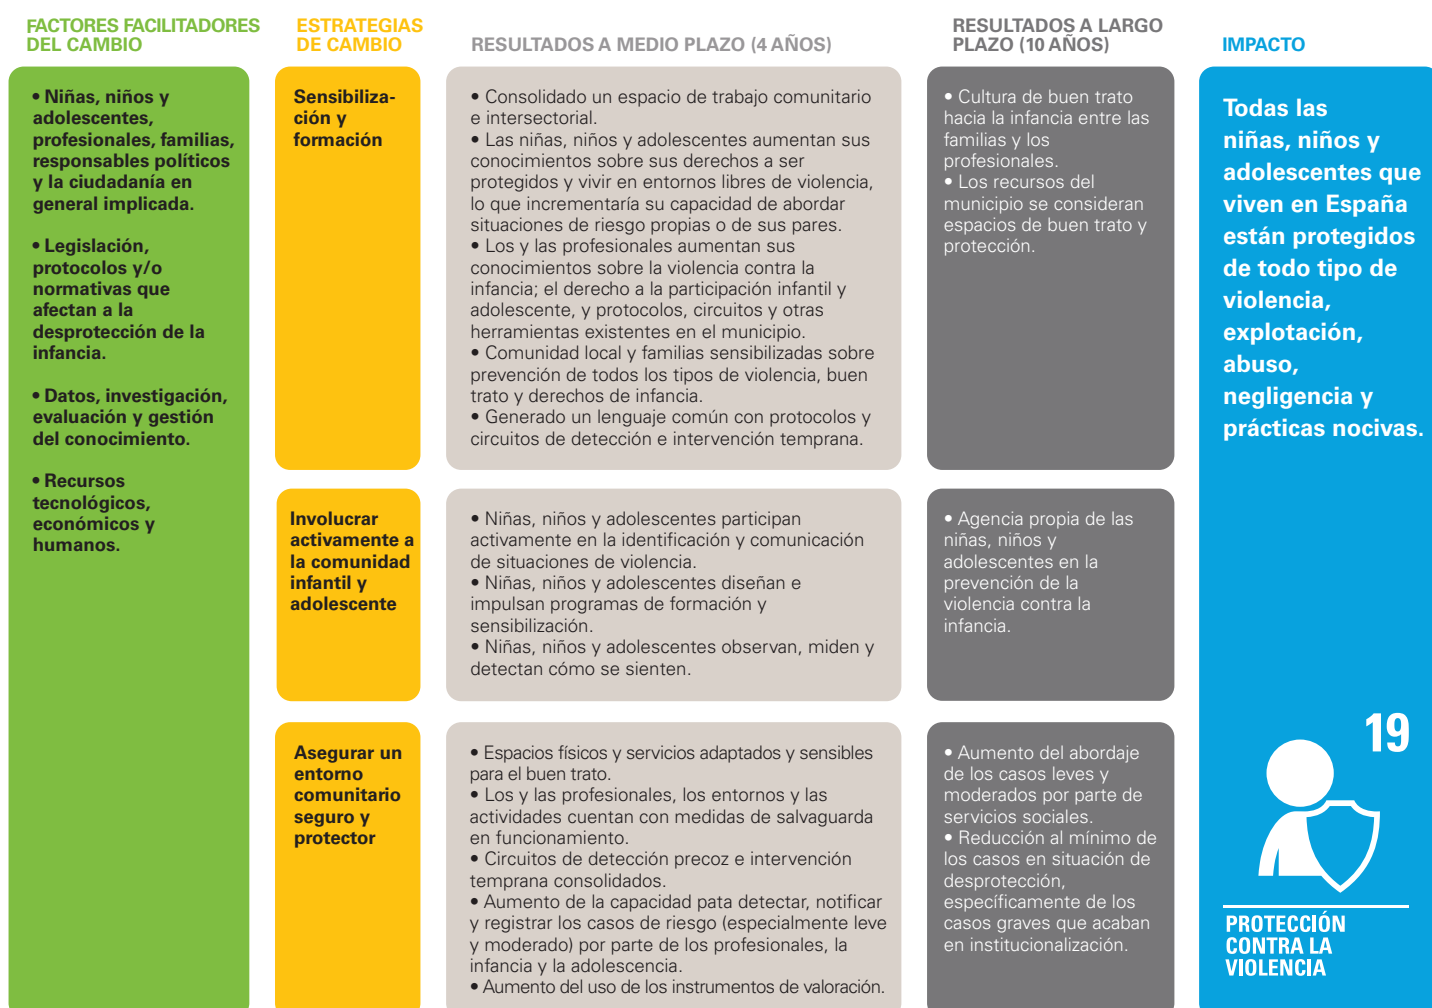 FACTORES FACILITADORES
DEL CAMBIO
• Niñas, niños y
adolescentes,
profesionales, familias,
responsables políticos
y la ciudadanía en
general implicada.
• Legislación,
protocolos y/o
normativas que
afectan a la
desprotección de la
infancia.
• Datos, investigación,
evaluación y gestión
del conocimiento.
• Recursos
tecnológicos,
económicos y
humanos.
ESTRATEGIAS
DE CAMBIO
RESULTADOS A MEDIO PLAZO (4 AÑOS)
RESULTADOS A LARGO
PLAZO (10 AÑOS)
Sensibiliza-
ción y
formación
• Consolidado un espacio de trabajo comunitario
e intersectorial.
• Las niñas, niños y adolescentes aumentan sus
conocimientos sobre sus derechos a ser
protegidos y vivir en entornos libres de violencia,
lo que incrementaría su capacidad de abordar
situaciones de riesgo propias o de sus pares.
• Los y las profesionales aumentan sus
conocimientos sobre la violencia contra la
infancia; el derecho a la participación infantil y
adolescente, y protocolos, circuitos y otras
herramientas existentes en el municipio.
• Comunidad local y familias sensibilizadas sobre
prevención de todos los tipos de violencia, buen
trato y derechos de infancia.
• Generado un lenguaje común con protocolos y
circuitos de detección e intervención temprana.
• Cultura de buen trato
hacia la infancia entre las
familias y los
profesionales.
• Los recursos del
municipio se consideran
espacios de buen trato y
protección.
Involucrar
activamente a
la comunidad
infantil y
adolescente
• Niñas, niños y adolescentes participan
activamente en la identificación y comunicación
de situaciones de violencia.
• Niñas, niños y adolescentes diseñan e
impulsan programas de formación y
sensibilización.
• Niñas, niños y adolescentes observan, miden y
detectan cómo se sienten.
• Agencia propia de las
niñas, niños y
adolescentes en la
prevención de la
violencia contra la
infancia.
Asegurar un
entorno
comunitario
seguro y
protector
• Espacios físicos y servicios adaptados y sensibles
para el buen trato.
• Los y las profesionales, los entornos y las
actividades cuentan con medidas de salvaguarda
en funcionamiento.
• Circuitos de detección precoz e intervención
temprana consolidados.
• Aumento de la capacidad pata detectar, notificar
y registrar los casos de riesgo (especialmente leve
y moderado) por parte de los profesionales, la
infancia y la adolescencia.
• Aumento del uso de los instrumentos de valoración.
• Aumento del abordaje
de los casos leves y
moderados por parte de
servicios sociales.
• Reducción al mínimo de
los casos en situación de
desprotección,
específicamente de los
casos graves que acaban
en institucionalización.
IMPACTO
Todas las
niñas, niños y
adolescentes que
viven en España
están protegidos
de todo tipo de
violencia,
explotación,
abuso,
negligencia y
prácticas nocivas.
19
PROTECCIÓN
CONTRA LA
VIOLENCIA